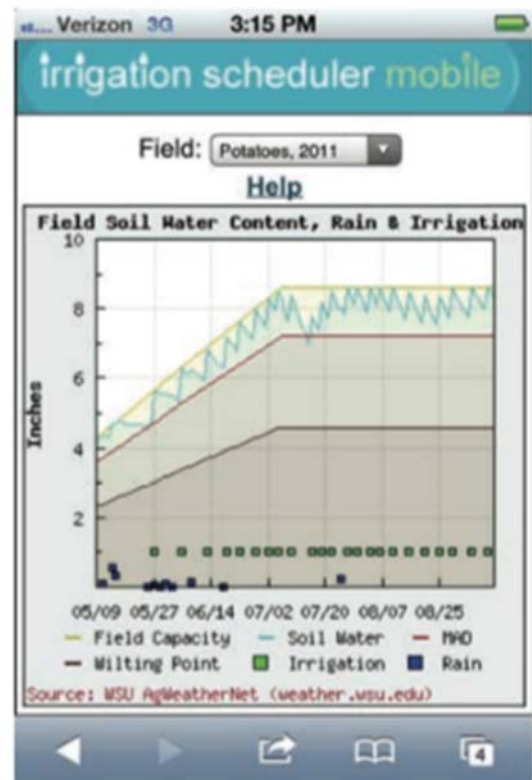 Verizon 3G 3:15 PM
irrigation scheduler mobile
Field: Potatoes, 2011
Help
Field Soil Water Content, Rain & Irrigation
10
8
6
4
2
Inches
05/09 05/27 06/14 07/02 07/20 08/07 08/25
Field Capacity Soil Water MAD
Wilting Point Irrigation Rain
Source: WSU AgWeatherNet (weather.wsu.edu)
4